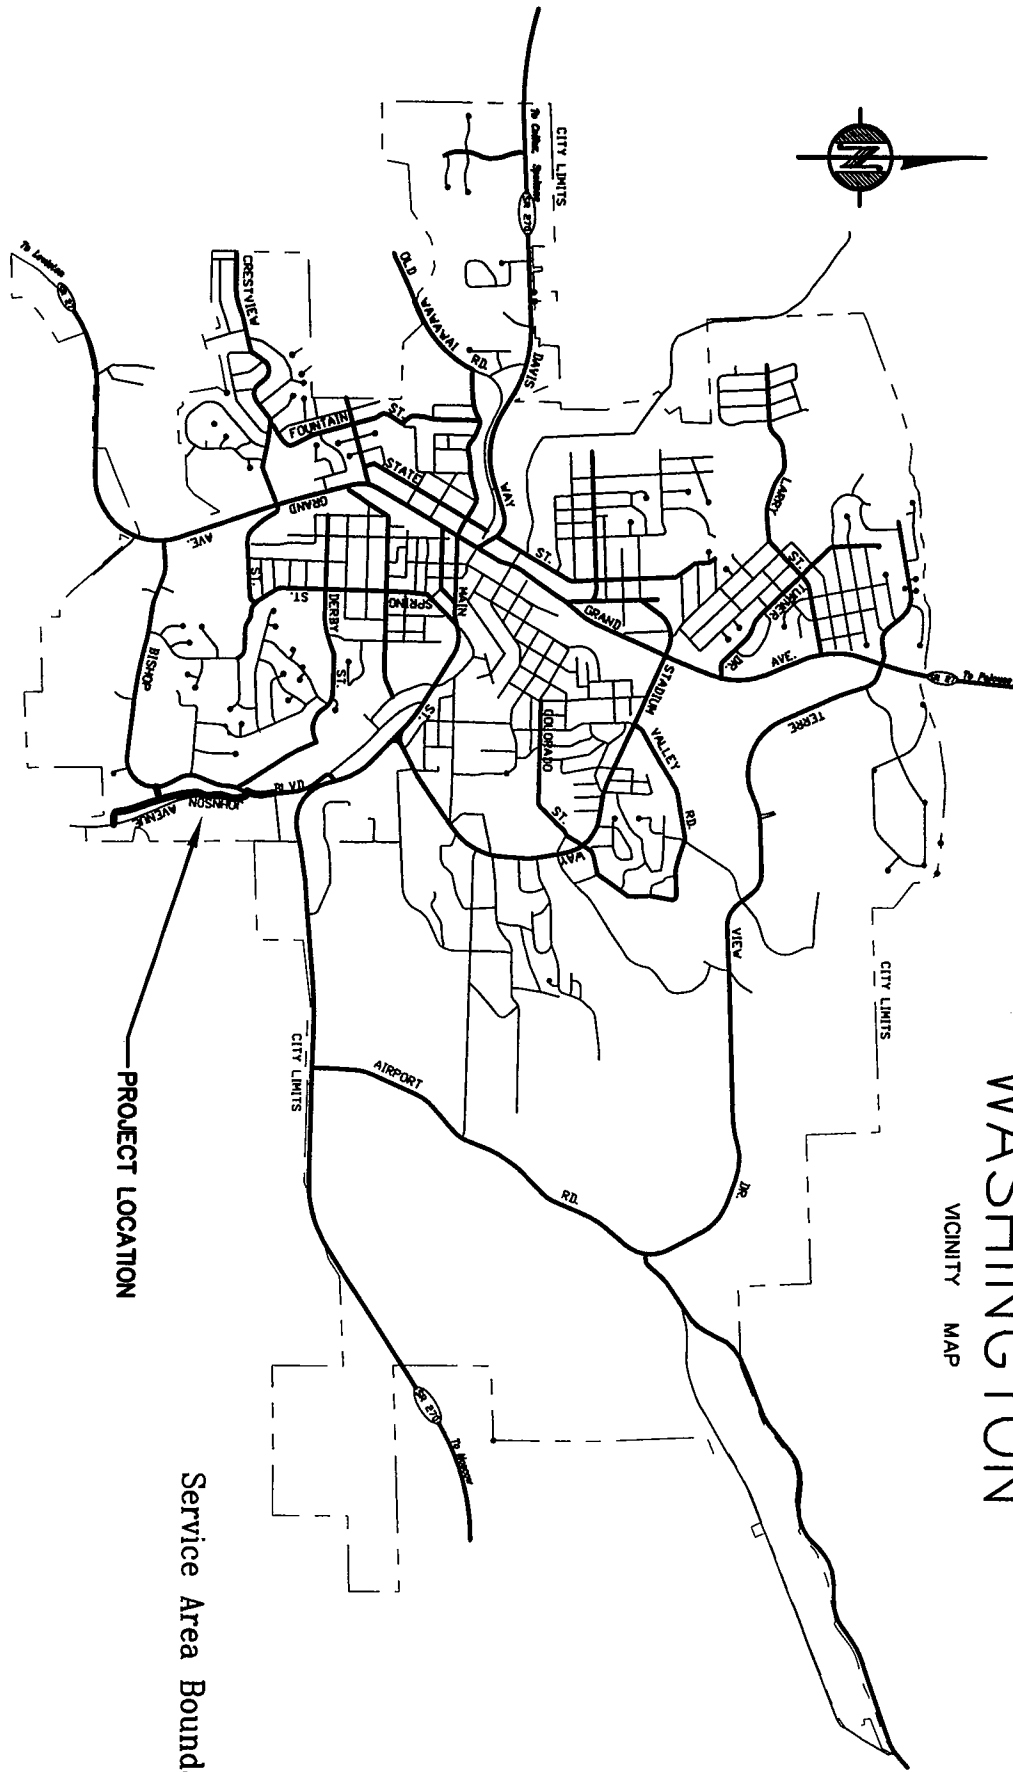 WASHINGTON
VICINITY MAP
N
CITY LIMITS
To Colfax, Spokane
SR 270
OLD WAWAWAI RD.
DAVIS WAY
To Lewiston
CRESTVIEW ST.
FOUNTAIN ST.
STATE ST.
GRAND AVE.
MAIN ST.
SPRING ST.
DERBY ST.
BISHOP BLVD
JOHNSON AVENUE
LARRY ST.
TURNER DR.
GRAND AVE.
To Palouse
TERRE VIEW DR.
STADIUM WAY
VALLEY RD.
COLORADO ST.
CITY LIMITS
CITY LIMITS
AIRPORT RD.
PROJECT LOCATION
SR 270
To Moscow
Service Area Bound